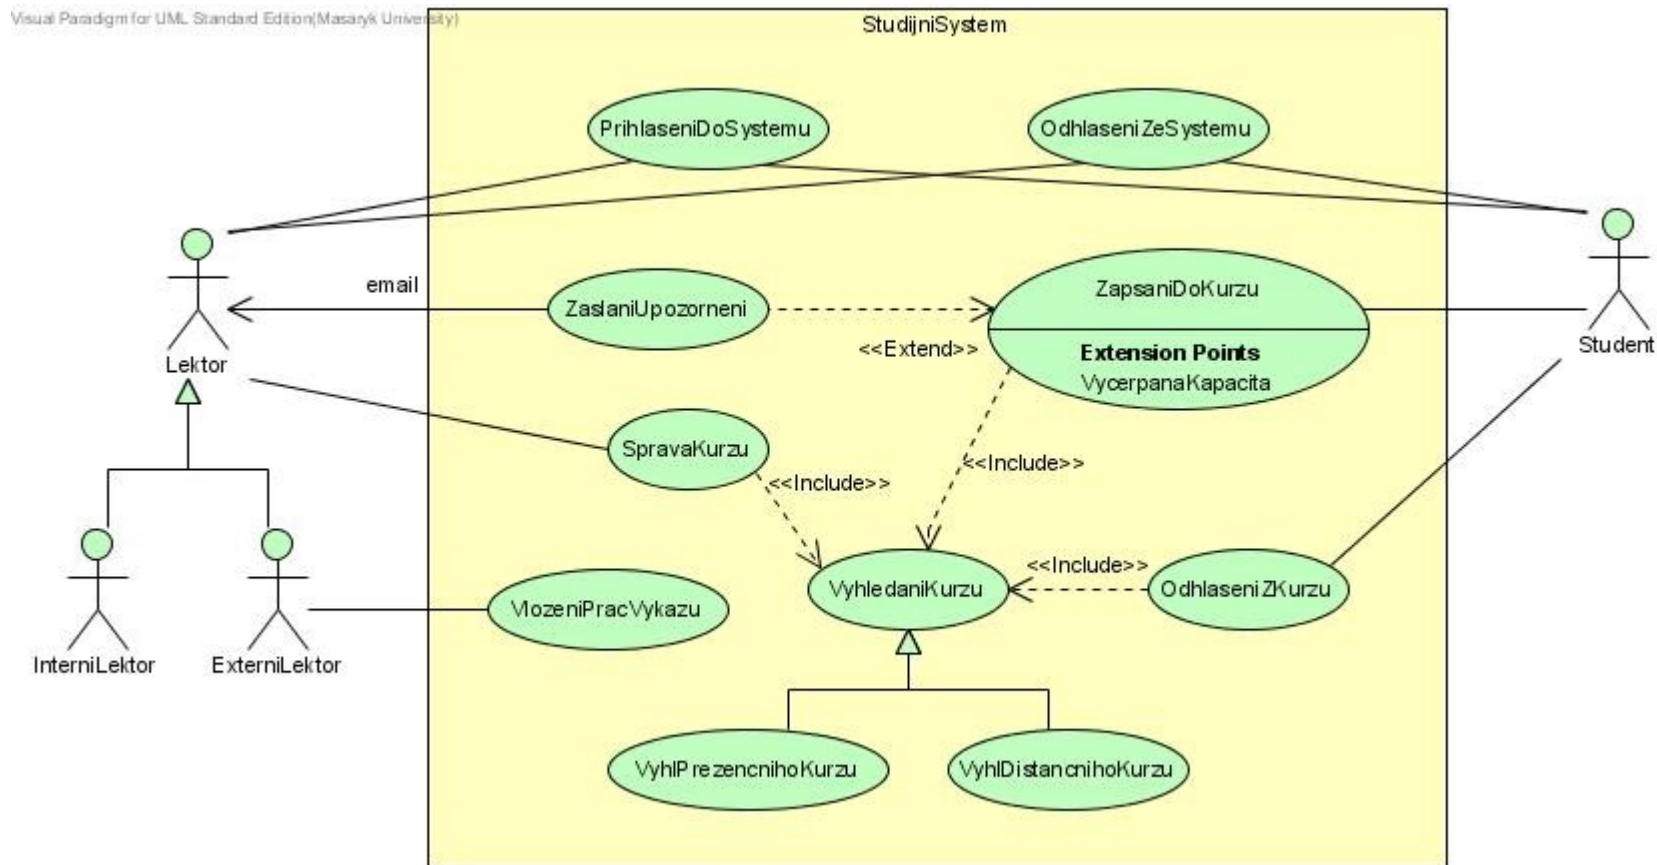 Visual Paradigm for UML Standard Edition(Masaryk University)
StudijniSystem
PrihlaseniDoSystemu
OdhlaseniZeSystemu
email
ZaslaniUpozorneni
ZapsaniDoKurzu
<<Extend>>
Extension Points
VycerpanaKapacita
Lektor
Student
SpravaKurzu
<<Include>>
<<Include>>
<<Include>>
VyhledaniKurzu
OdhlaseniZKurzu
VlozeniPracVykazu
InterniLektor
ExterniLektor
VyhlPrezencnihoKurzu
VyhlDistancnihoKurzu